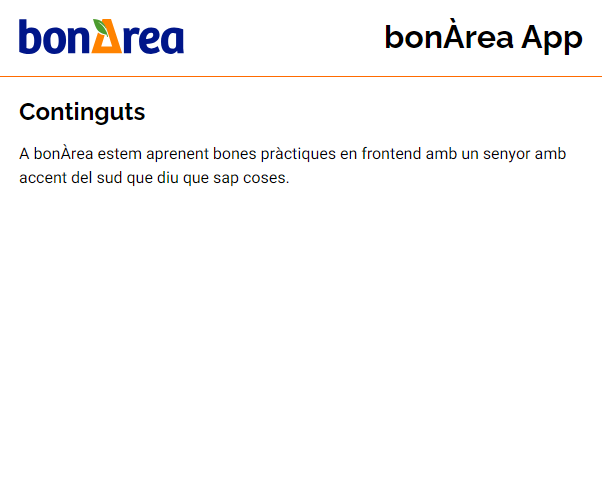 bonÀrea
bonÀrea App
Continguts
A bonÀrea estem aprenent bones pràctiques en frontend amb un senyor amb
accent del sud que diu que sap coses.